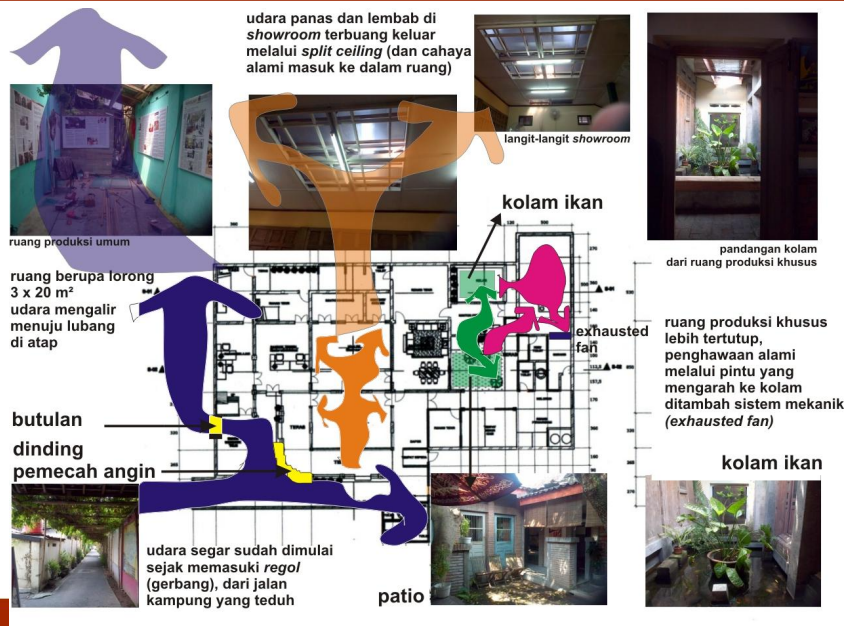 udara panas dan lembab di
showroom terbuang keluar
melalui split ceiling (dan cahaya
alami masuk ke dalam ruang)
langit-langit showroom
kolam ikan
pandangan kolam
dari ruang produksi khusus
ruang produksi umum
ruang berupa lorong
3 x 20 m²
udara mengalir
menuju lubang
di atap
exhausted
fan
ruang produksi khusus
lebih tertutup,
penghawaan alami
melalui pintu yang
mengarah ke kolam
ditambah sistem mekanik
(exhausted fan)
butulan
dinding
pemecah angin
TERAS
kolam ikan
udara segar sudah dimulai
sejak memasuki regol
(gerbang), dari jalan
kampung yang teduh
patio